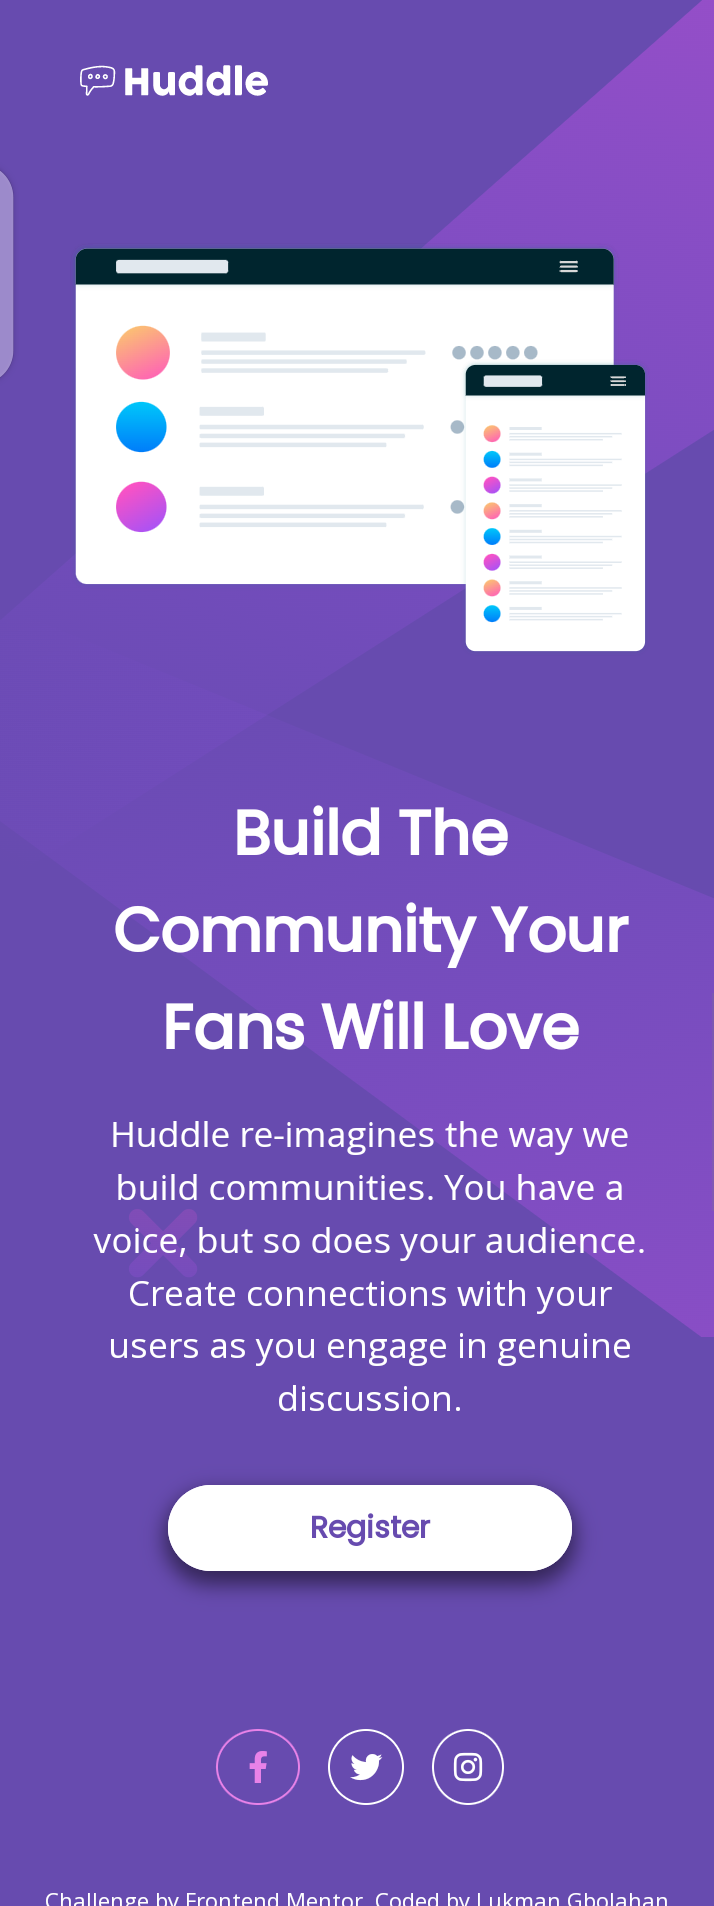 Huddle
Build The
Community Your
Fans Will Love
Huddle re-imagines the way we
build communities. You have a
voice, but so does your audience.
Create connections with your
users as you engage in genuine
discussion.
Register
Challenge by Frontend Mentor. Coded by Lukman Gbolahan